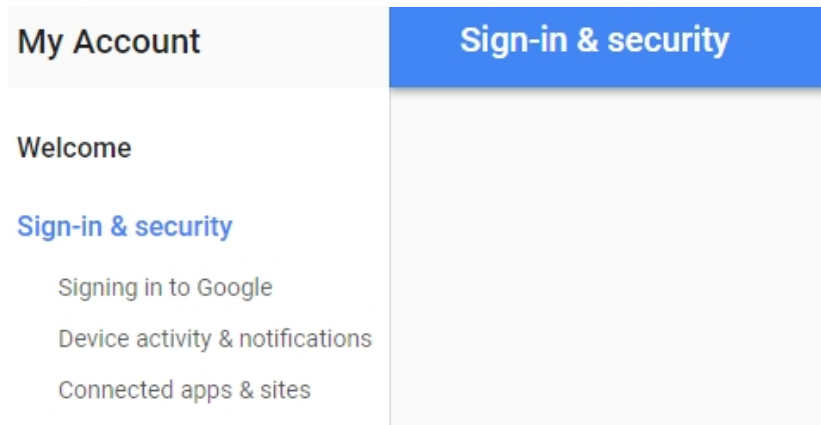 My Account
Sign-in & security
Welcome
Sign-in & security
Signing in to Google
Device activity & notifications
Connected apps & sites